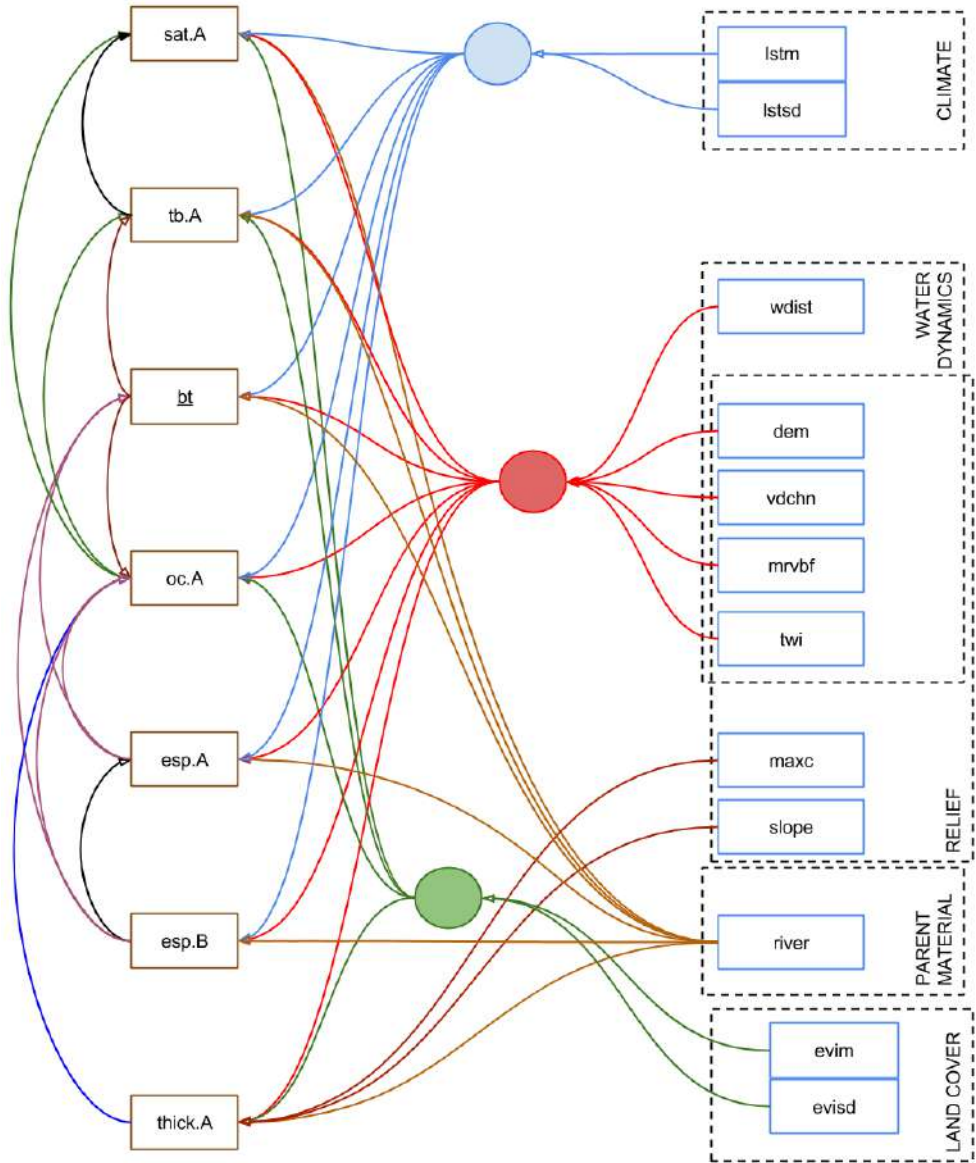 sat.A
tb.A
bt
oc.A
esp.A
esp.B
thick.A
lstm
lstsd
CLIMATE
wdist
WATER
DYNAMICS
dem
vdchn
mrvbf
twi
maxc
slope
RELIEF
river
PARENT
MATERIAL
evim
evisd
LAND COVER